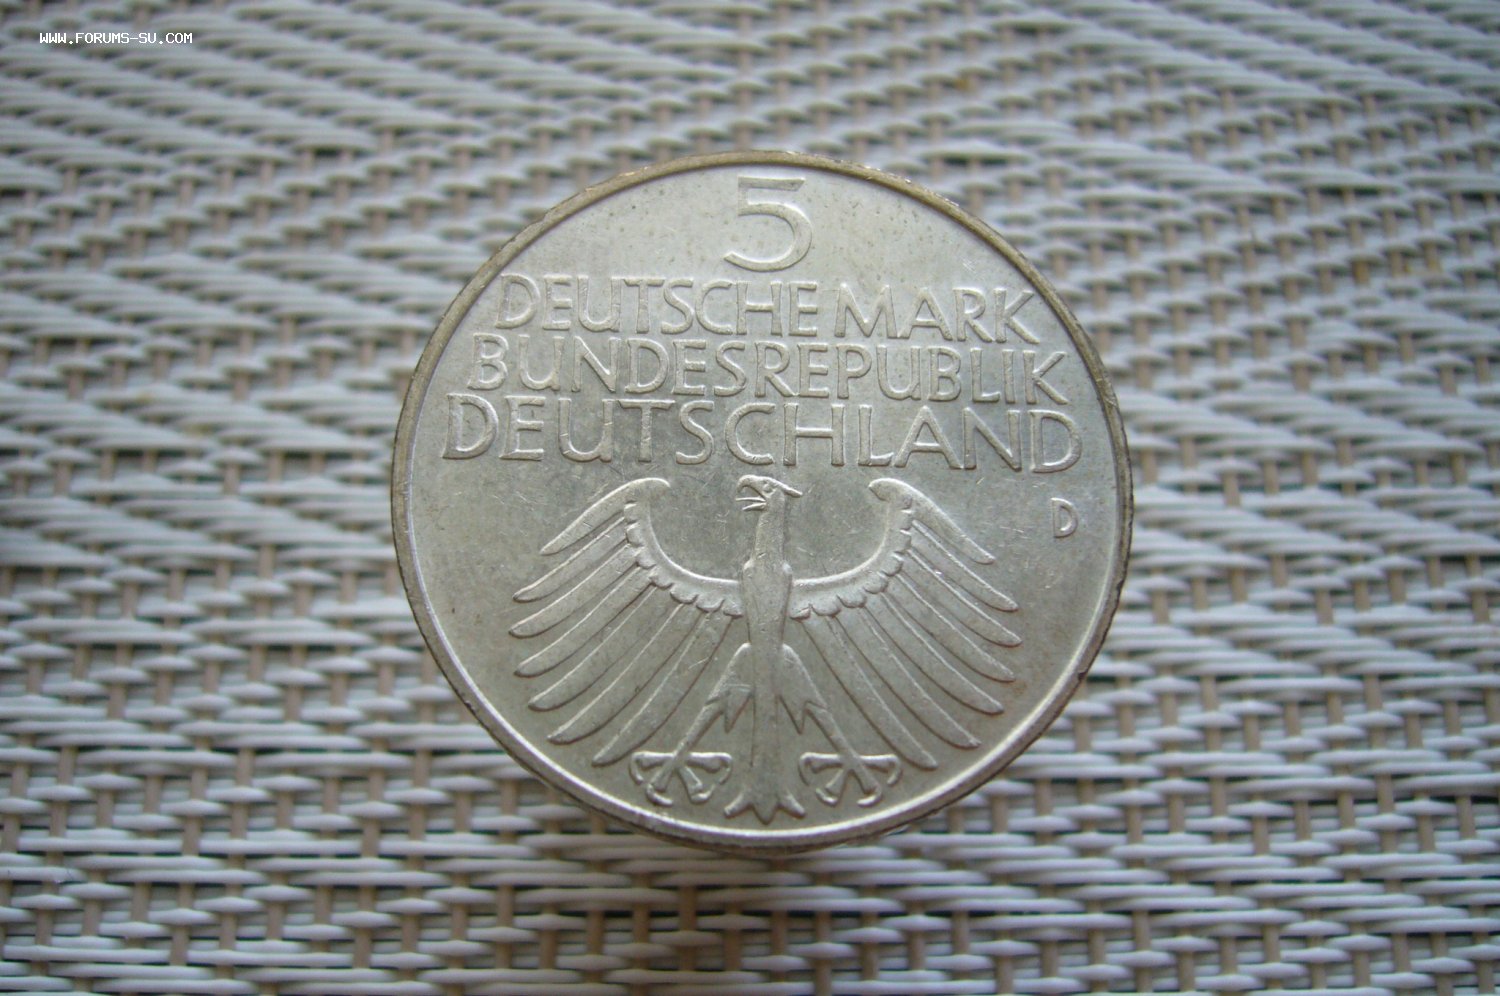 WWW.FORUMS-SU.COM
5
DEUTSCHE MARK
BUNDESREPUBLIK
DEUTSCHLAND
D